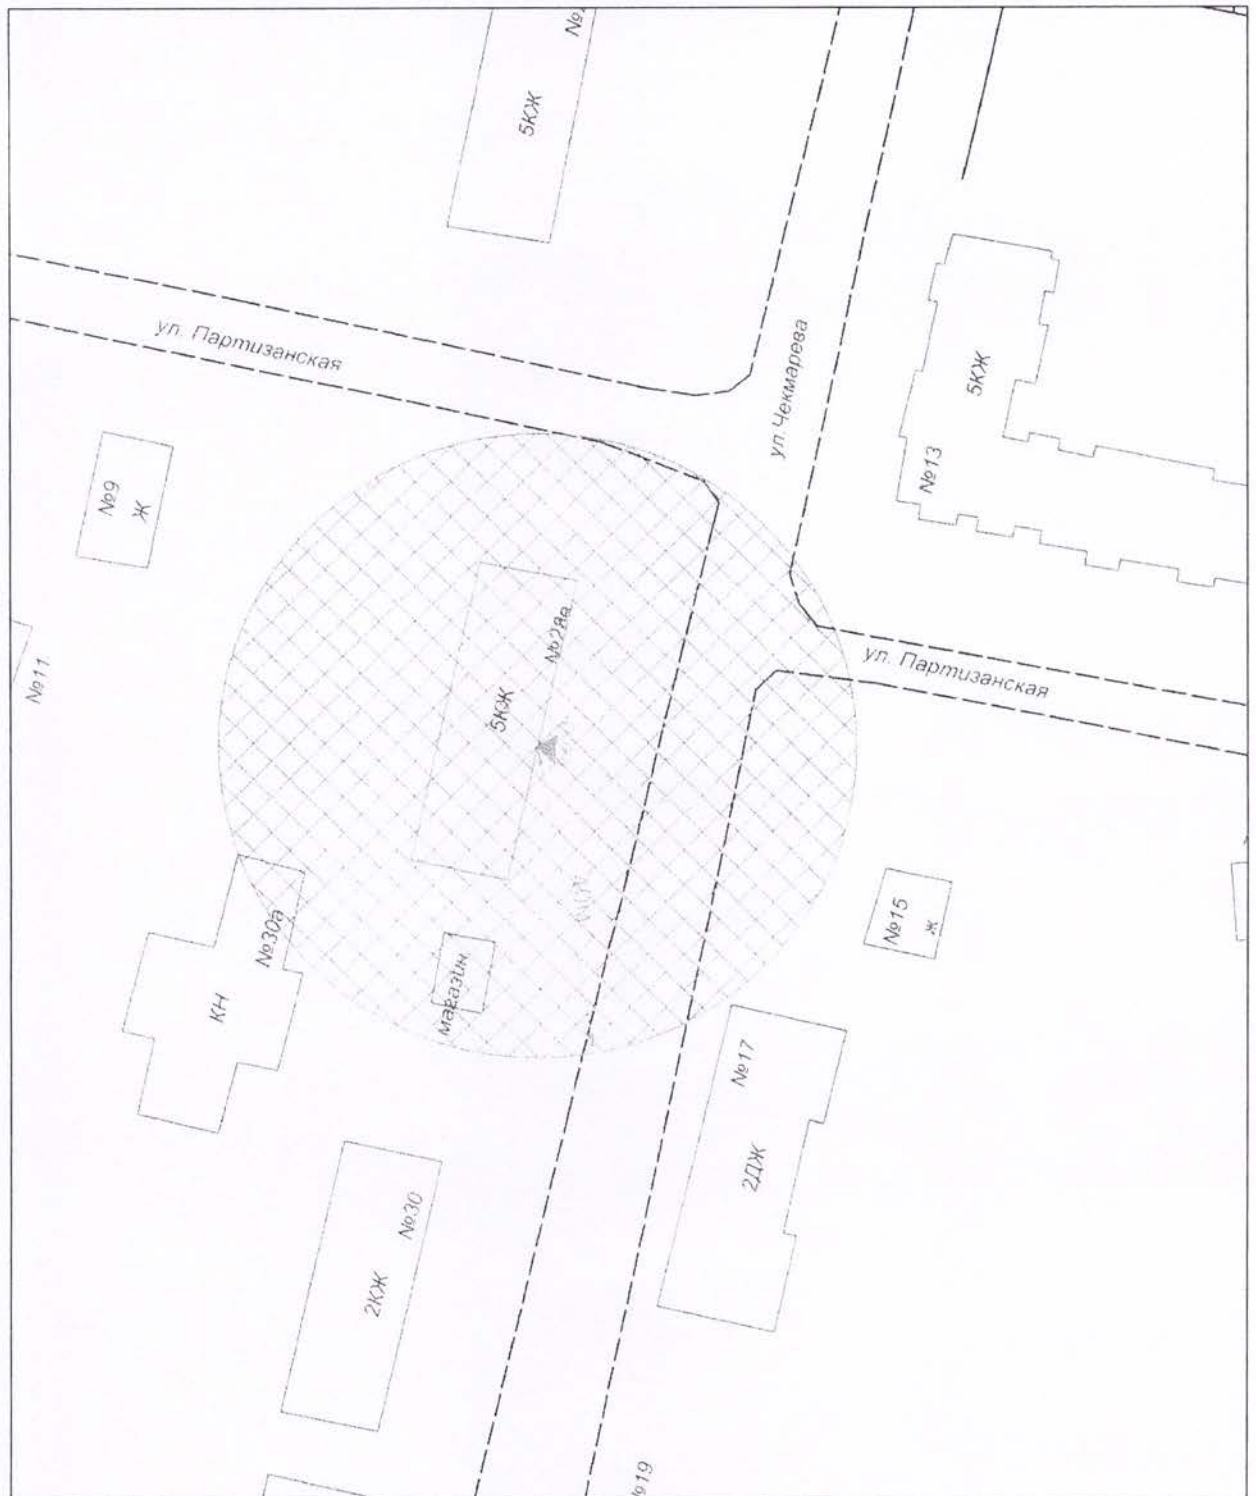 5КЖ
ул. Партизанская
ул. Чекмарева
5КЖ
№13
№9
Ж
№11
№28а
5КЖ
ул. Партизанская
№15
ж
№30а
КН
магазин
№17
2ДЖ
№30
2КЖ
№19